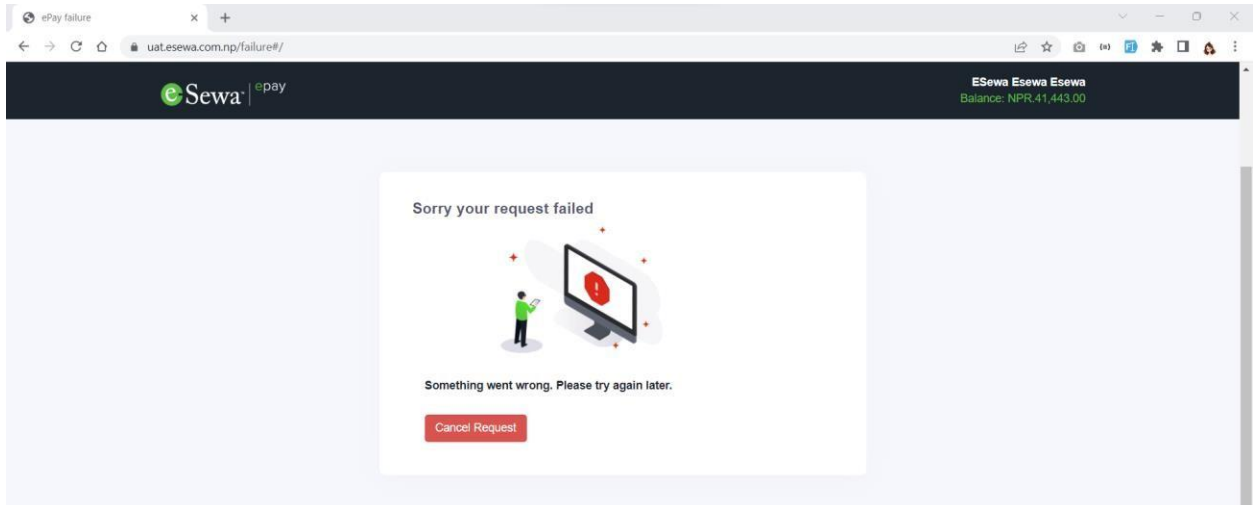 ePay failure
uat.esewa.com.np/failure#/
eSewa epay
ESewa Esewa Esewa
Balance: NPR.41,443.00
Sorry your request failed
Something went wrong. Please try again later.
Cancel Request